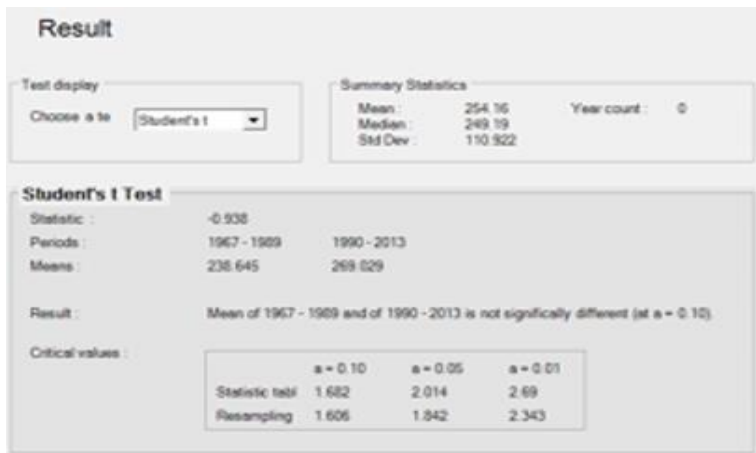 Result
Test display
Choose a te Student's t
Summary Statistics
Mean : 254.16 Year count : 0
Median : 249.19
Std Dev : 110.922
Student's t Test
Statistic : -0.938
Periods : 1967 - 1989 1990 - 2013
Means : 238.645 269.029
Result : Mean of 1967 - 1989 and of 1990 - 2013 is not significally different (at a = 0.10).
Critical values :
a = 0.10 a = 0.05 a = 0.01
Statistic tabl 1.682 2.014 2.69
Resampling 1.606 1.842 2.343